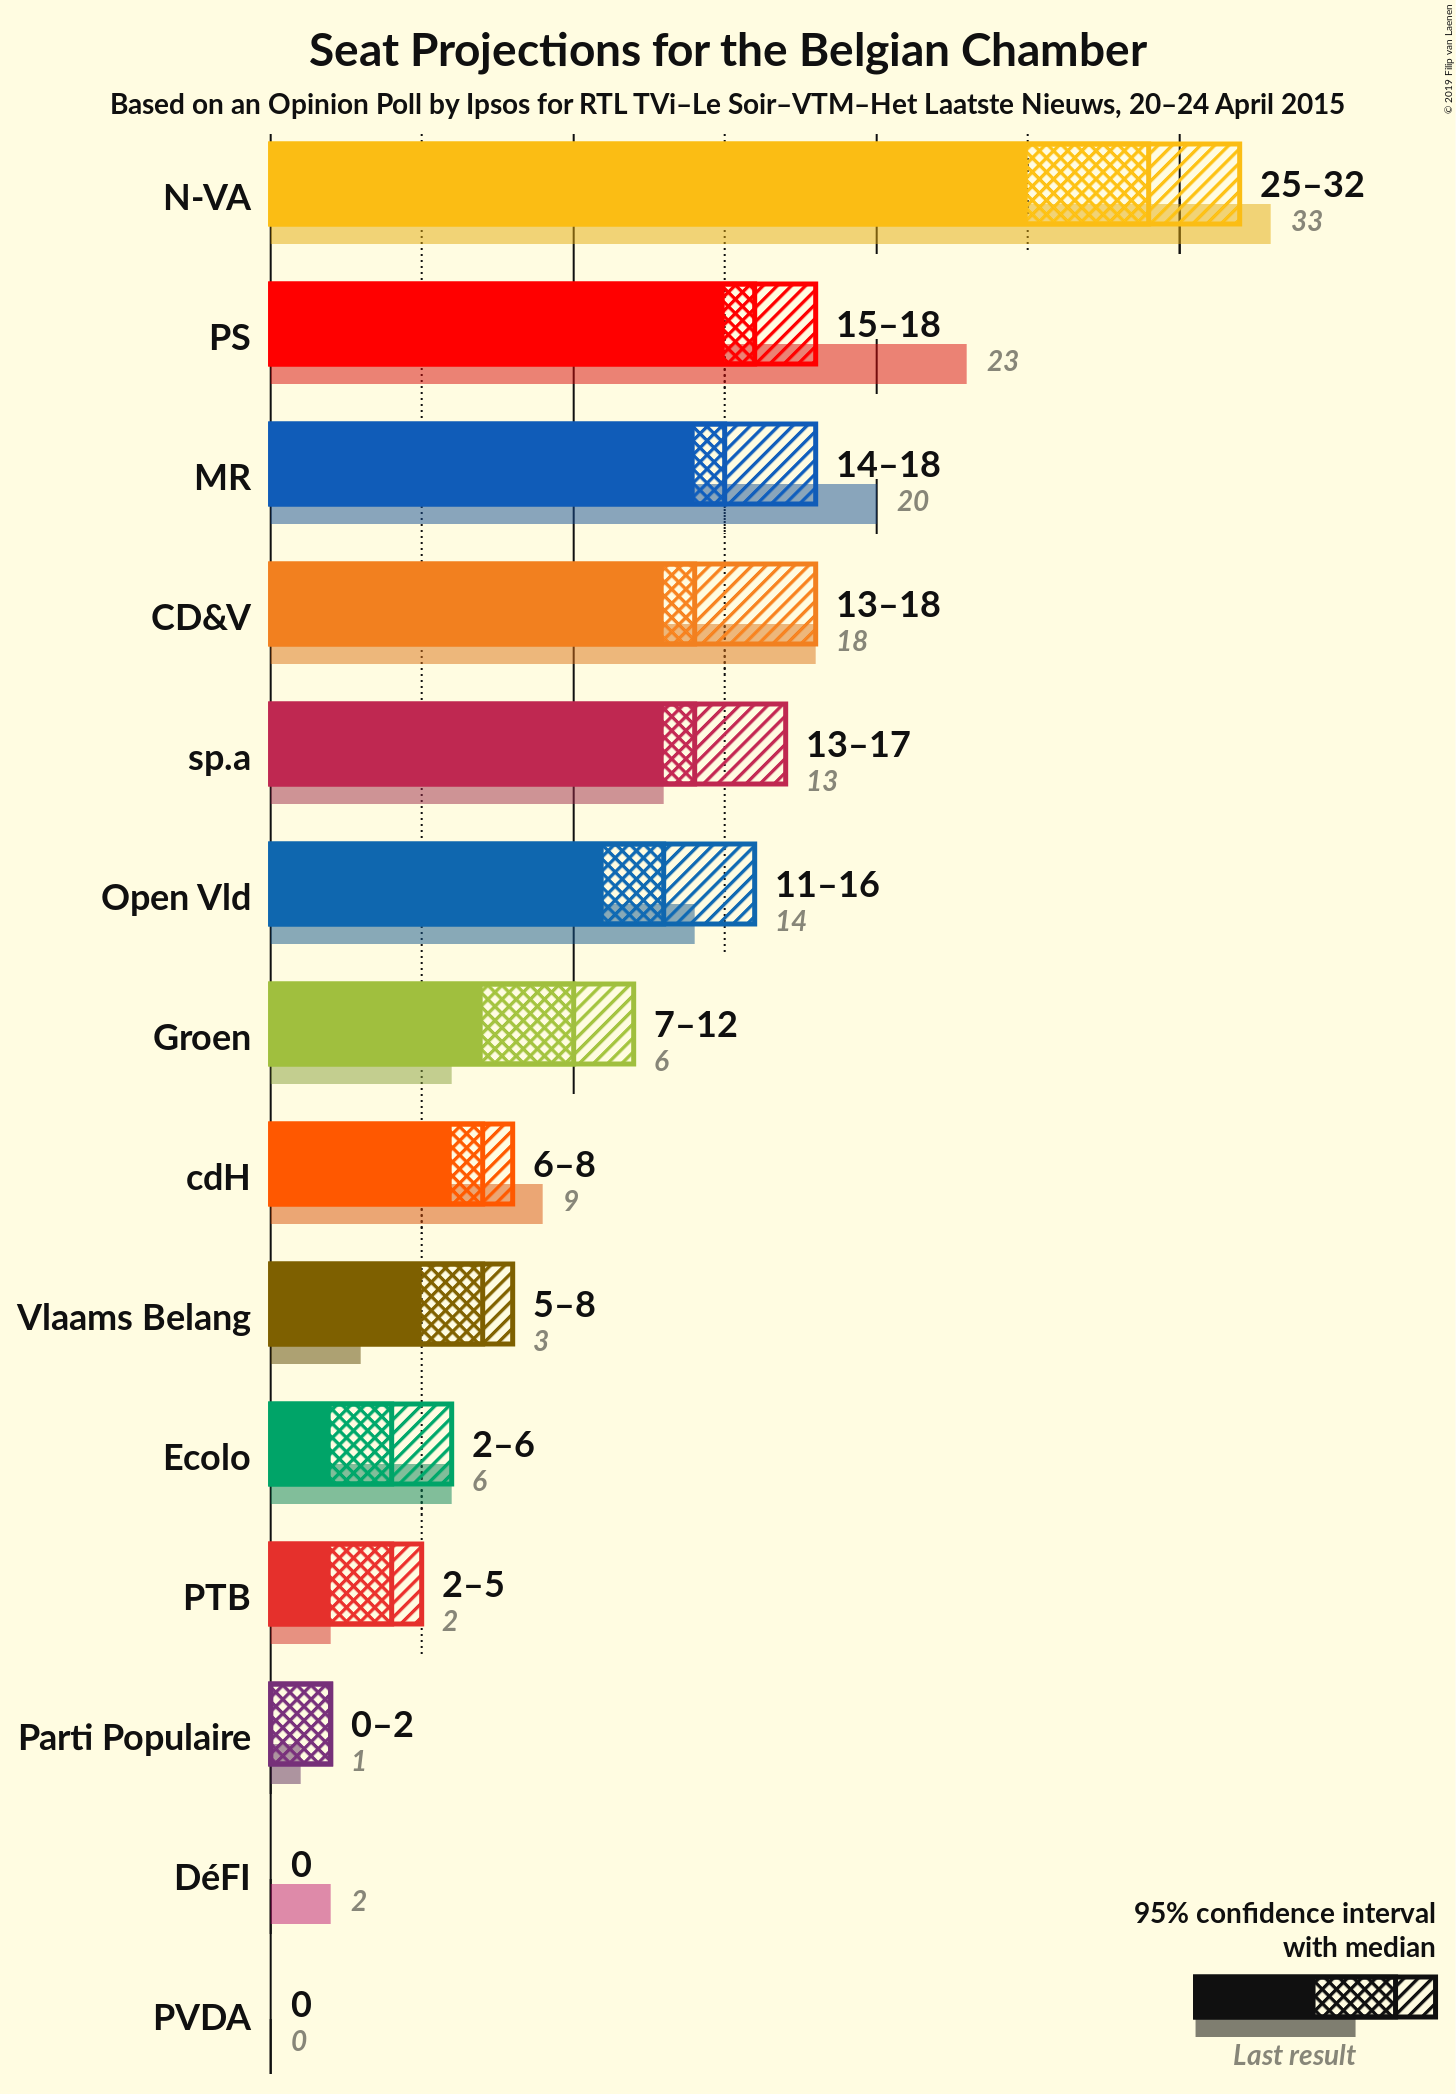 Seat Projections for the Belgian Chamber
Based on an Opinion Poll by Ipsos for RTL TVi–Le Soir–VTM–Het Laatste Nieuws, 20–24 April 2015
© 2019 Filip van Laenen
N-VA
25–32
33
PS
15–18
23
MR
14–18
20
CD&V
13–18
18
sp.a
13–17
13
Open Vld
11–16
14
Groen
7–12
6
cdH
6–8
9
Vlaams Belang
5–8
3
Ecolo
2–6
6
PTB
2–5
2
Parti Populaire
0–2
1
DéFI
0
2
PVDA
0
0
95% confidence interval
with median
Last result